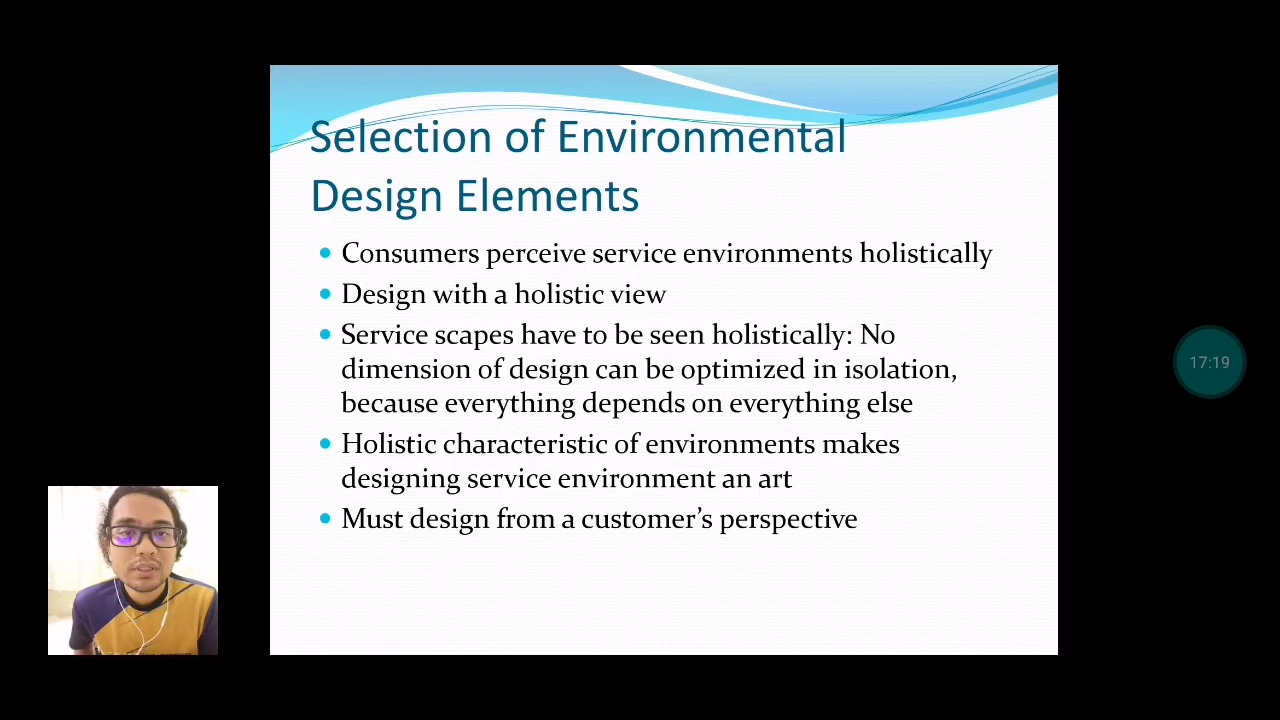 Selection of Environmental
Design Elements
Consumers perceive service environments holistically
Design with a holistic view
Service scapes have to be seen holistically: No
dimension of design can be optimized in isolation,
because everything depends on everything else
Holistic characteristic of environments makes
designing service environment an art
Must design from a customer’s perspective
17:19